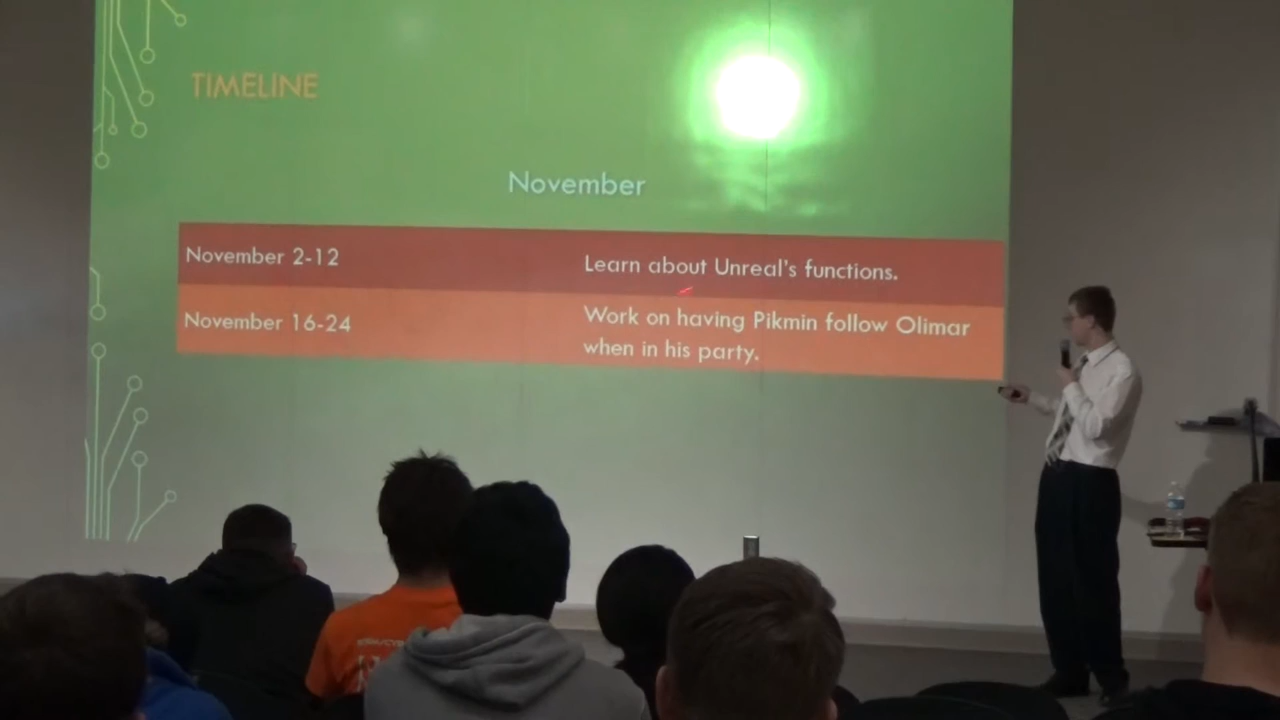 TIMELINE
November
November 2-12
Learn about Unreal's functions.
November 16-24
Work on having Pikmin follow Olimar
when in his party.